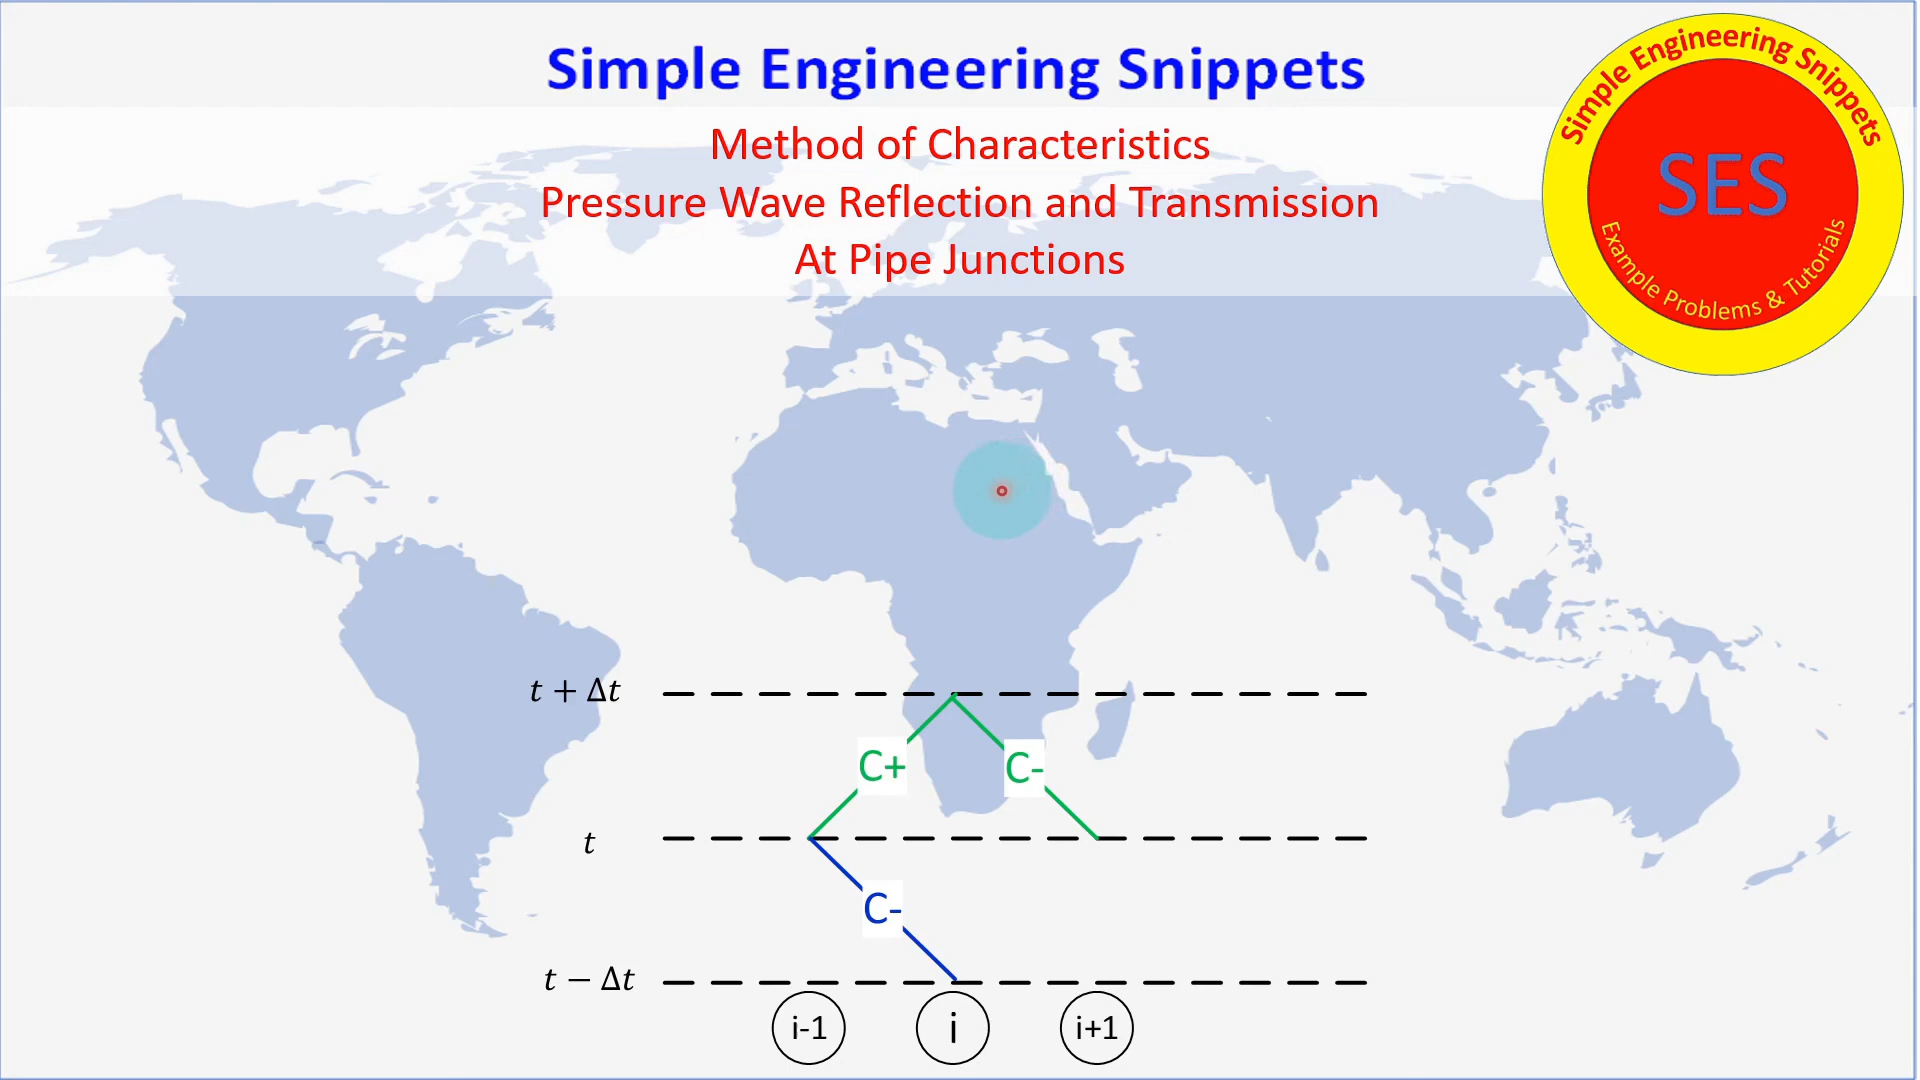 Simple Engineering Snippets
Method of Characteristics
Pressure Wave Reflection and Transmission
At Pipe Junctions
Simple Engineering Snippets
SES
Example Problems & Tutorials
t + Δt
C+ C-
t
C-
t − Δt
i-1 i i+1